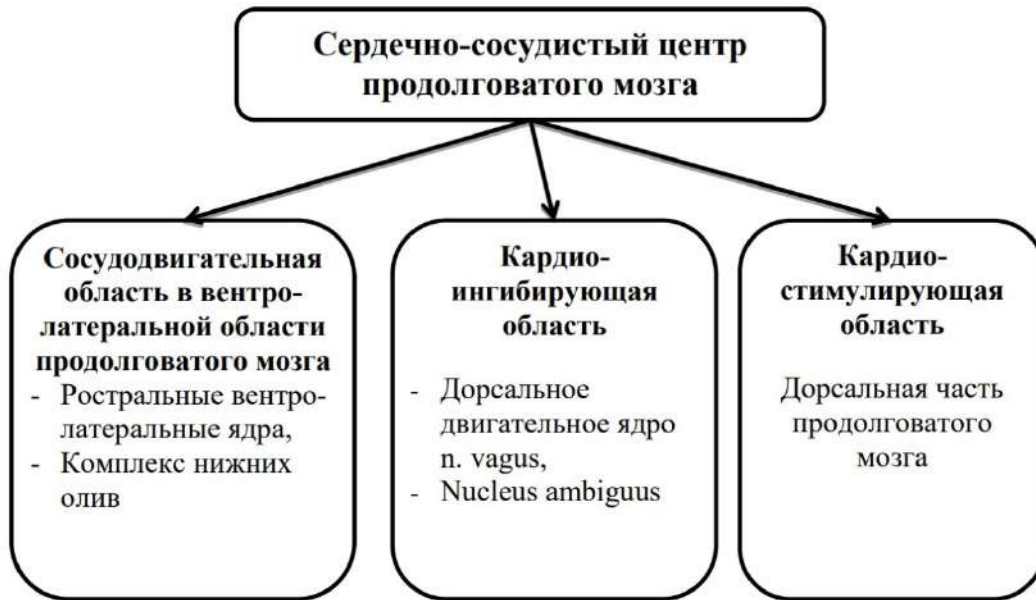 Сердечно-сосудистый центр
продолговатого мозга
Сосудодвигательная
область в вентро-
латеральной области
продолговатого мозга
- Ростральные вентро-
латеральные ядра,
- Комплекс нижних
олив
Кардио-
ингибирующая
область
- Дорсальное
двигательное ядро
n. vagus,
- Nucleus ambiguus
Кардио-
стимулирующая
область
Дорсальная часть
продолговатого
мозга